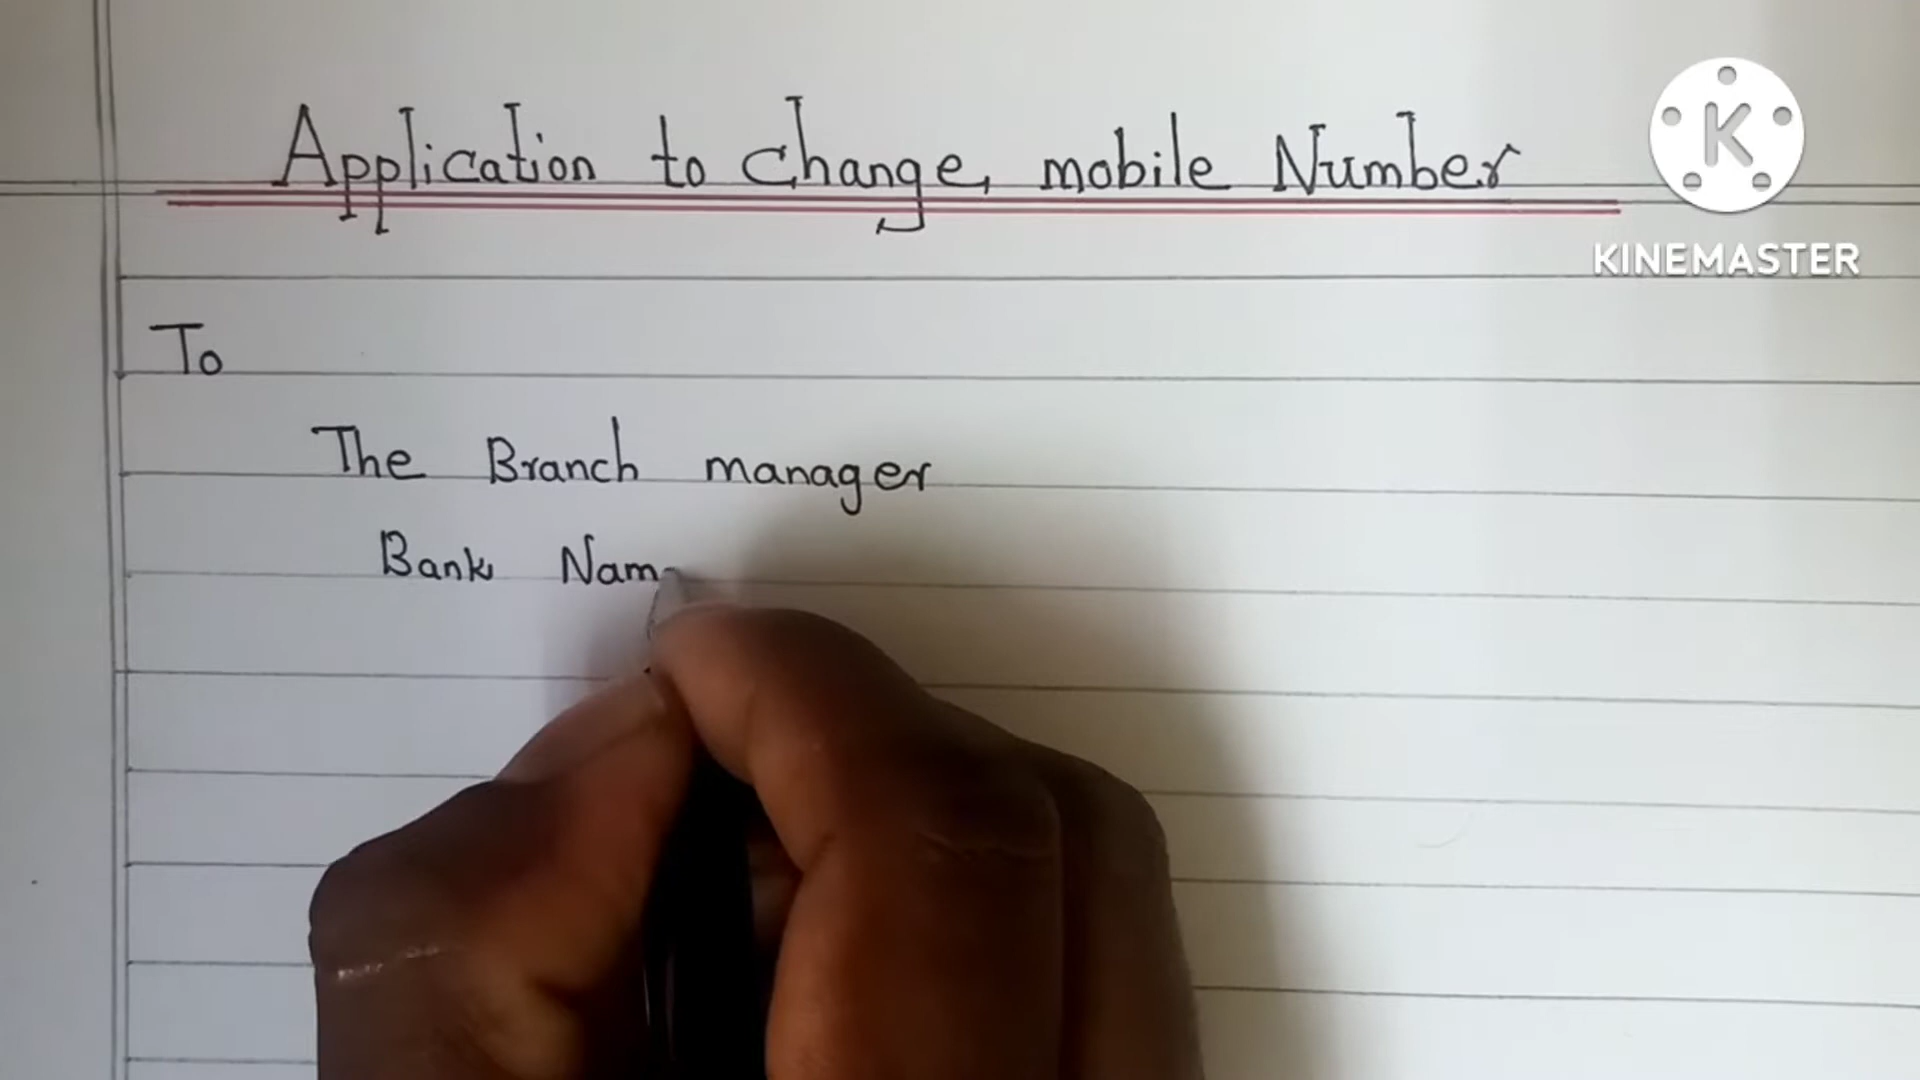 Application to Change mobile Number
K
KINEMASTER
To
The Branch manager
Bank Nam